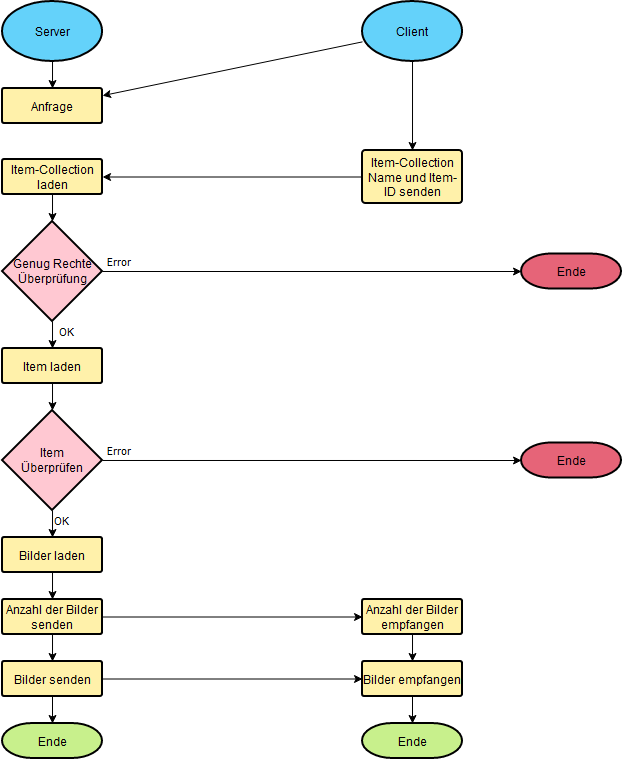 Server
Client
Anfrage
Item-Collection
laden
Item-Collection
Name und Item-
ID senden
Genug Rechte
Überprüfung
Error
Ende
OK
Item laden
Item
Überprüfen
Error
Ende
OK
Bilder laden
Anzahl der Bilder
senden
Anzahl der Bilder
empfangen
Bilder senden
Bilder empfangen
Ende
Ende